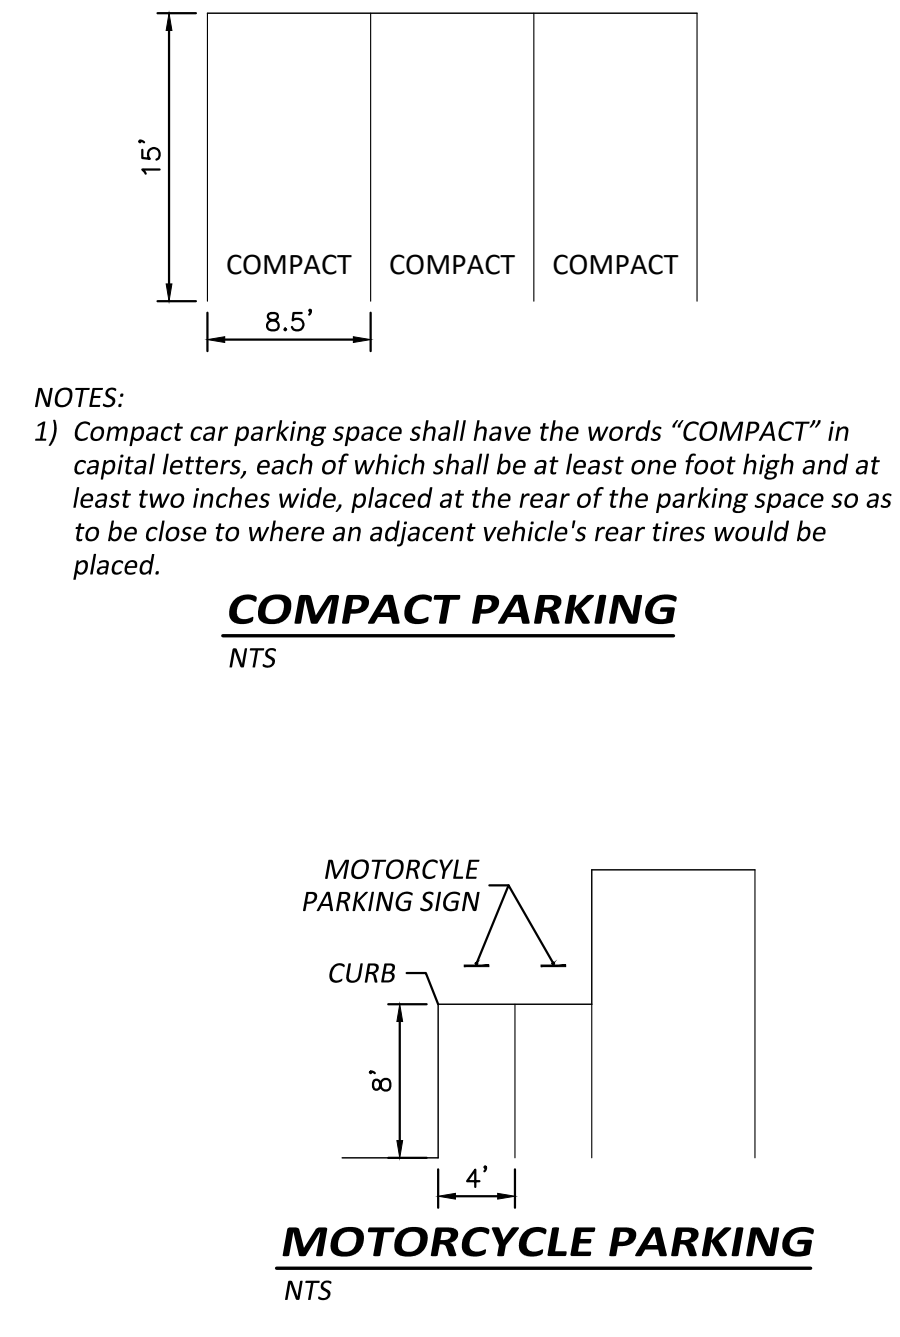 15'
COMPACT COMPACT COMPACT
8.5'
NOTES:
1) Compact car parking space shall have the words “COMPACT” in
capital letters, each of which shall be at least one foot high and at
least two inches wide, placed at the rear of the parking space so as
to be close to where an adjacent vehicle's rear tires would be
placed.
COMPACT PARKING
NTS
MOTORCYLE
PARKING SIGN
CURB
8'
4'
MOTORCYCLE PARKING
NTS